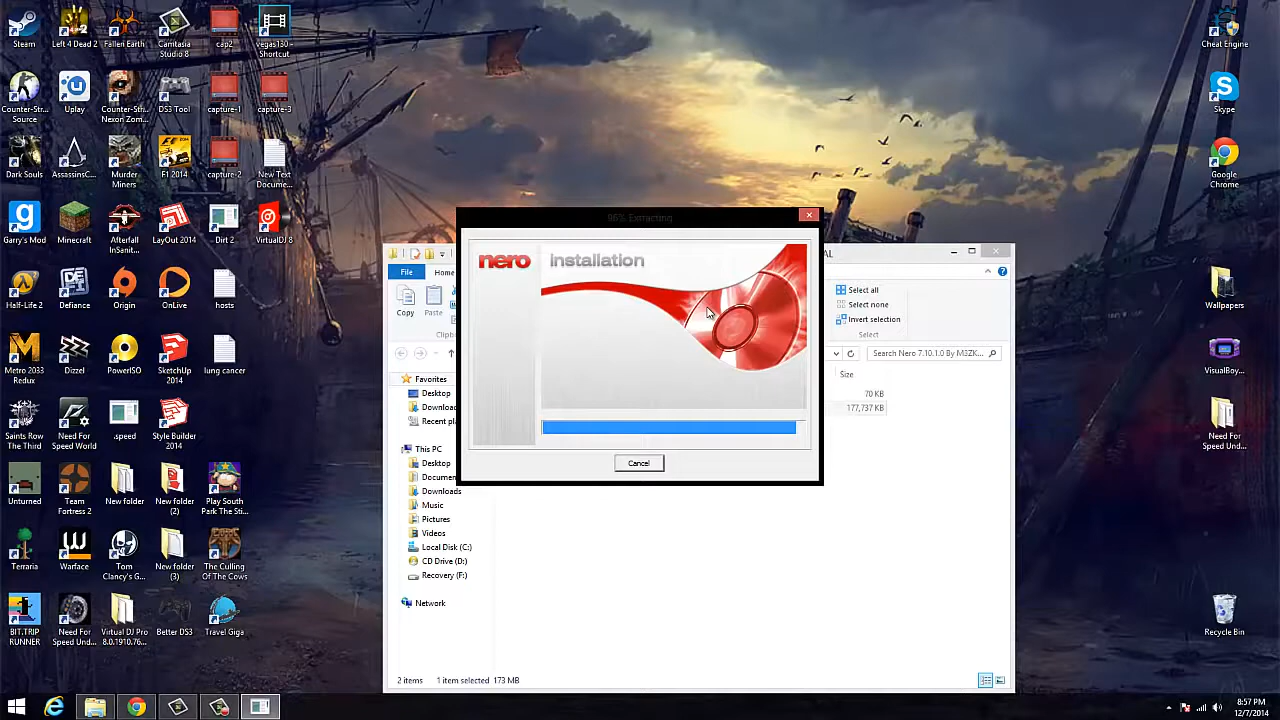 Steam
Left 4 Dead 2
Fallen Earth
Camtasia
Studio 8
cap2
vegas130 -
Shortcut
Cheat Engine
Counter-Str...
Source
Uplay
Counter-Str...
Nexon Zom...
DS3 Tool
capture-1
capture-3
Skype
Dark Souls
AssassinsC...
Murder
Miners
F1 2014
capture-2
New Text
Docume...
Google
Chrome
Garry's Mod
Minecraft
Afterfall
InSanit...
LayOut 2014
Dirt 2
VirtualDJ 8
96% Extracting
nero
installation
Cancel
AL
File
Home
Copy
Paste
Clipb
Select all
Select none
Invert selection
Select
Search Nero 7.10.1.0 By M3ZK...
Size
70 KB
177,737 KB
Favorites
Desktop
Downloa
Recent pl
This PC
Desktop
Docume
Downloads
Music
Pictures
Videos
Local Disk (C:)
CD Drive (D:)
Recovery (F:)
Network
2 items
1 item selected 173 MB
Half-Life 2
Defiance
Origin
OnLive
hosts
Wallpapers
Metro 2033
Redux
Dizzel
PowerSO
SketchUp
2014
lung cancer
VisualBoy...
Saints Row
The Third
Need For
Speed World
.speed
Style Builder
2014
Need For
Speed Und...
Unturned
Team
Fortress 2
New folder
New folder
(2)
Play South
Park The Sti...
Terraria
Warface
Tom
Clancy's G...
New folder
(3)
The Culling
Of The Cows
BIT.TRIP
RUNNER
Need For
Speed Und...
Virtual DJ Pro
8.0.1910.76...
Better DS3
Travel Giga
Recycle Bin
8:57 PM
12/7/2014